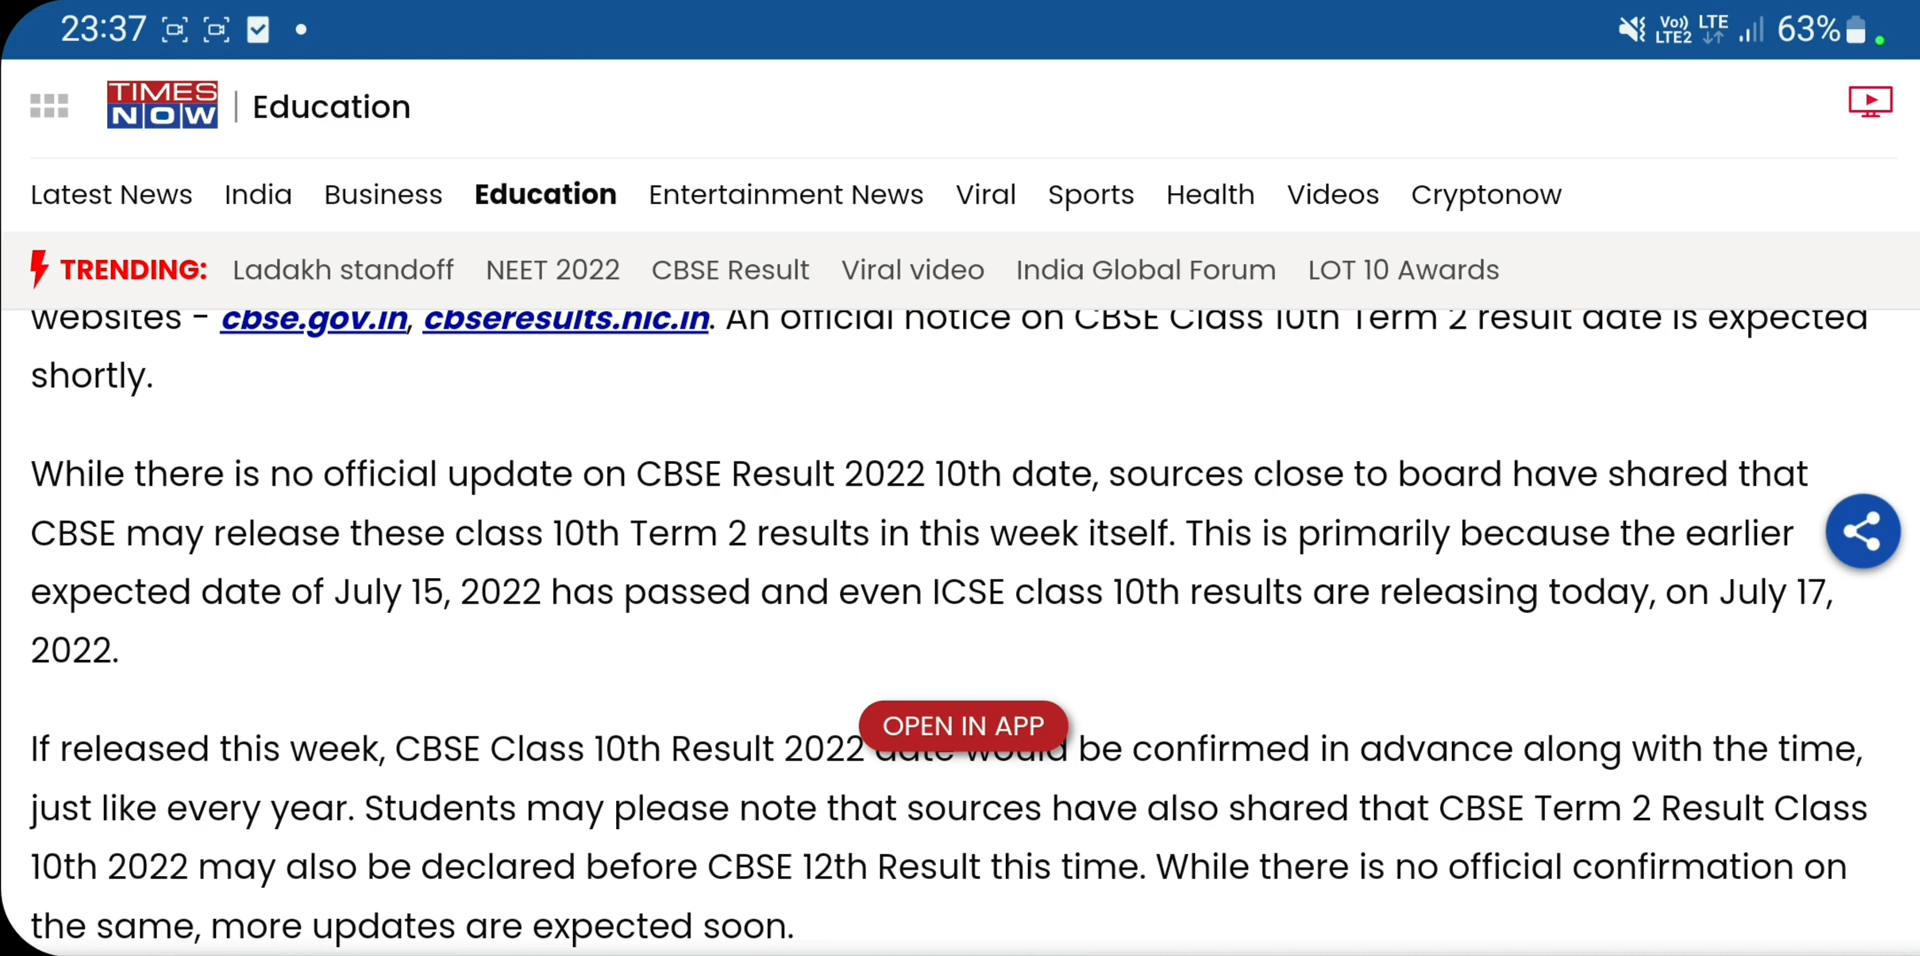 23:37 Vo)) LTE2 LTE 63%
TIMES NOW | Education
Latest News India Business Education Entertainment News Viral Sports Health Videos Cryptonow
TRENDING: Ladakh standoff NEET 2022 CBSE Result Viral video India Global Forum LOT 10 Awards
websites - cbse.gov.in, cbseresults.nic.in. An official notice on CBSE Class 10th Term 2 result date is expected
shortly.
While there is no official update on CBSE Result 2022 10th date, sources close to board have shared that
CBSE may release these class 10th Term 2 results in this week itself. This is primarily because the earlier
expected date of July 15, 2022 has passed and even ICSE class 10th results are releasing today, on July 17,
2022.
OPEN IN APP
If released this week, CBSE Class 10th Result 2022 date would be confirmed in advance along with the time,
just like every year. Students may please note that sources have also shared that CBSE Term 2 Result Class
10th 2022 may also be declared before CBSE 12th Result this time. While there is no official confirmation on
the same, more updates are expected soon.